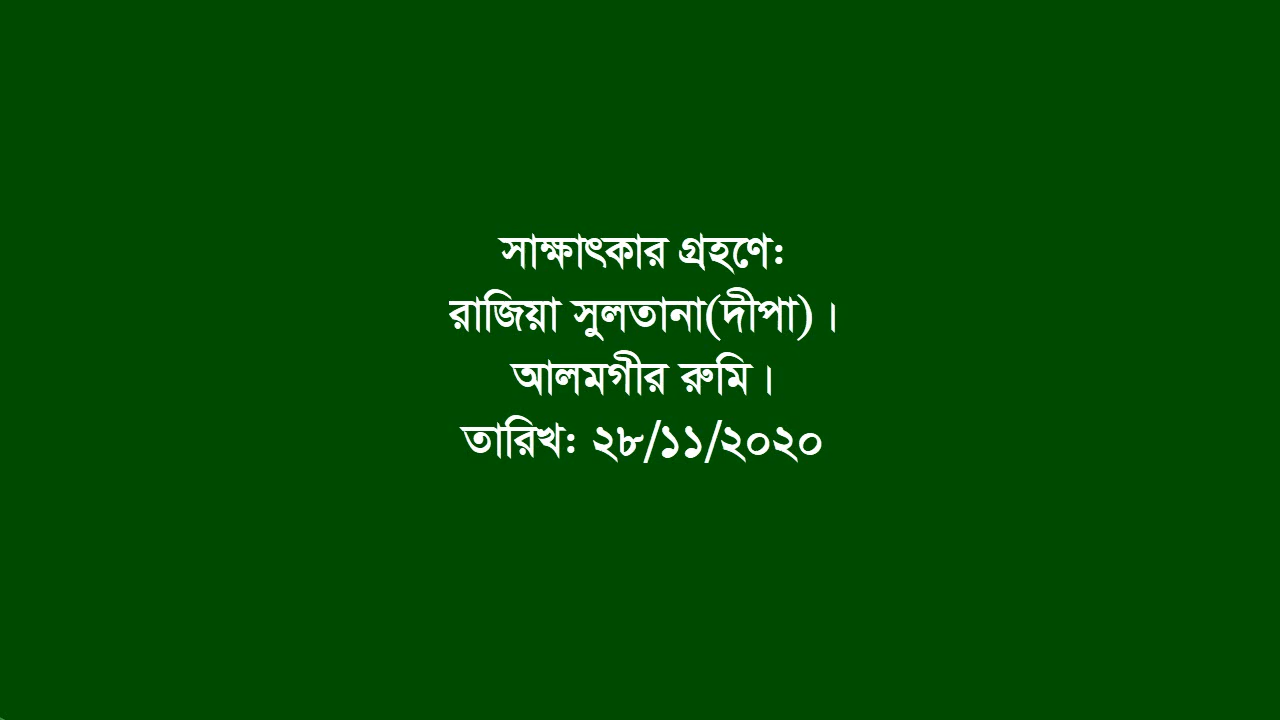 সাক্ষাৎকার গ্রহণে:
রাজিয়া সুলতানা(দীপা)।
আলমগীর রুমি।
তারিখ: ২৮/১১/২০২০